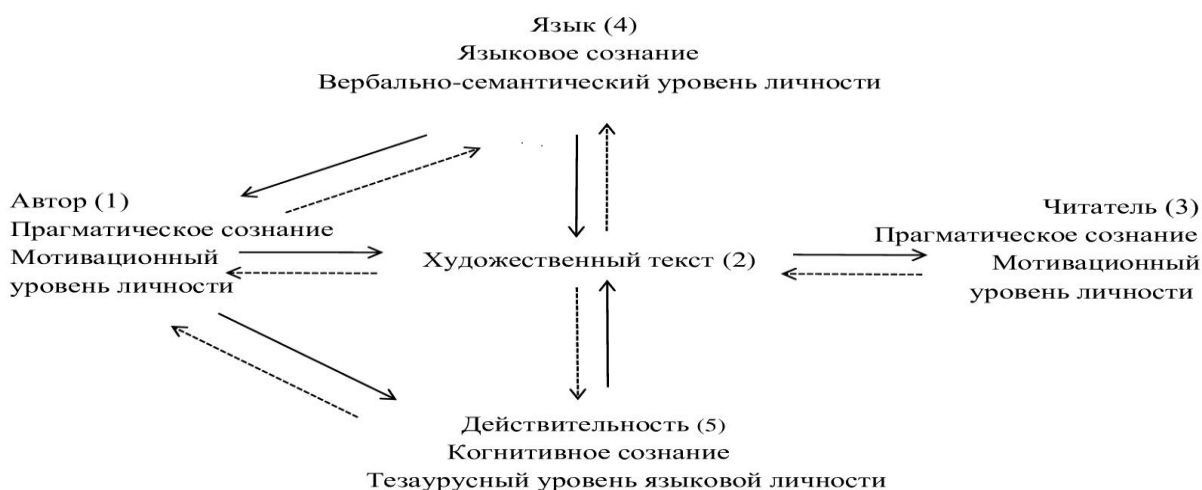 Язык (4)
Языковое сознание
Вербально-семантический уровень личности
Автор (1)
Прагматическое сознание
Мотивационный
уровень личности
Художественный текст (2)
Читатель (3)
Прагматическое сознание
Мотивационный
уровень личности
Действительность (5)
Когнитивное сознание
Тезаурусный уровень языковой личности